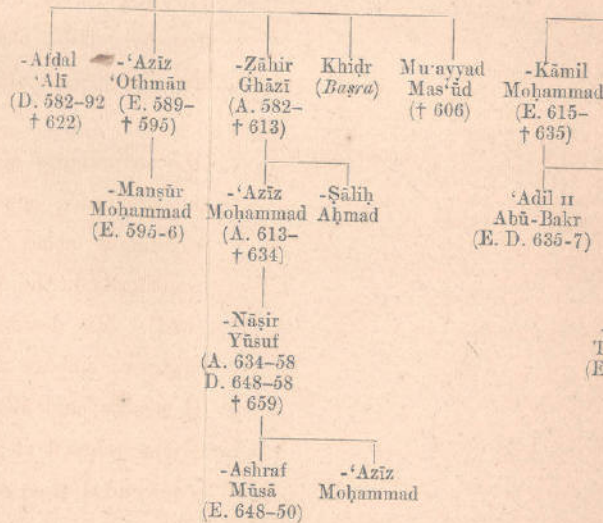 -Afḍal
‘Alī
(D. 582–92
† 622)
-‘Azīz
‘Othmān
(E. 589–
† 595)
-Ẓāhir
Ghāzī
(A. 582–
† 613)
Khiḍr
(Baṣra)
Mu’ayyad
Mas‘ūd
(† 606)
-Kāmil
Moḥammad
(E. 615–
† 635)
-Manṣūr
Moḥammad
(E. 595-6)
-‘Azīz
Moḥammad
(A. 613–
† 634)
-Ṣāliḥ
Aḥmad
‘Adil II
Abū-Bakr
(E. D. 635-7)
-Nāṣir
Yūsuf
(A. 634–58
D. 648–58
† 659)
T
(E
-Ashraf
Mūsā
(E. 648-50)
-‘Azīz
Moḥammad